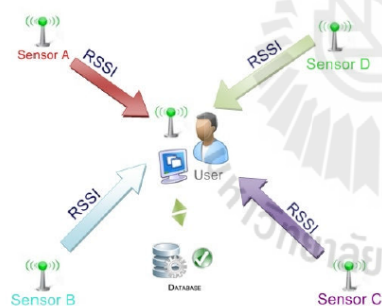 Sensor A
RSSI
RSSI
Sensor D
User
RSSI
RSSI
DATABASE
Sensor B
Sensor C